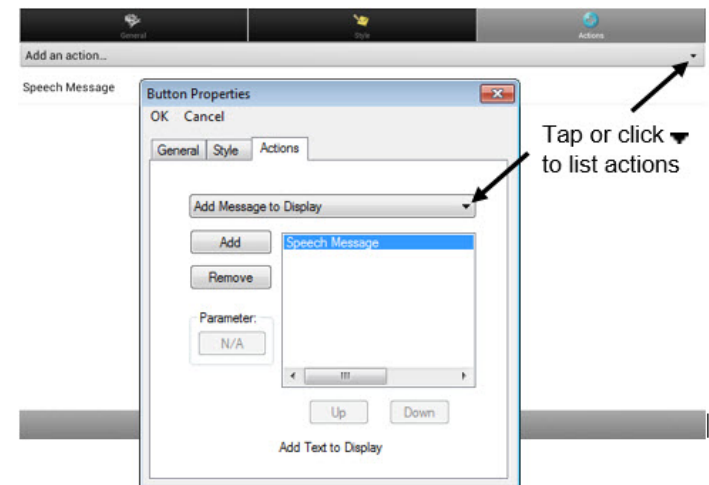 General
Style
Actions
Add an action...
Speech Message
Button Properties
OK Cancel
General Style Actions
Add Message to Display
Add
Speech Message
Remove
Parameter:
N/A
Up Down
Add Text to Display
Tap or click
to list actions